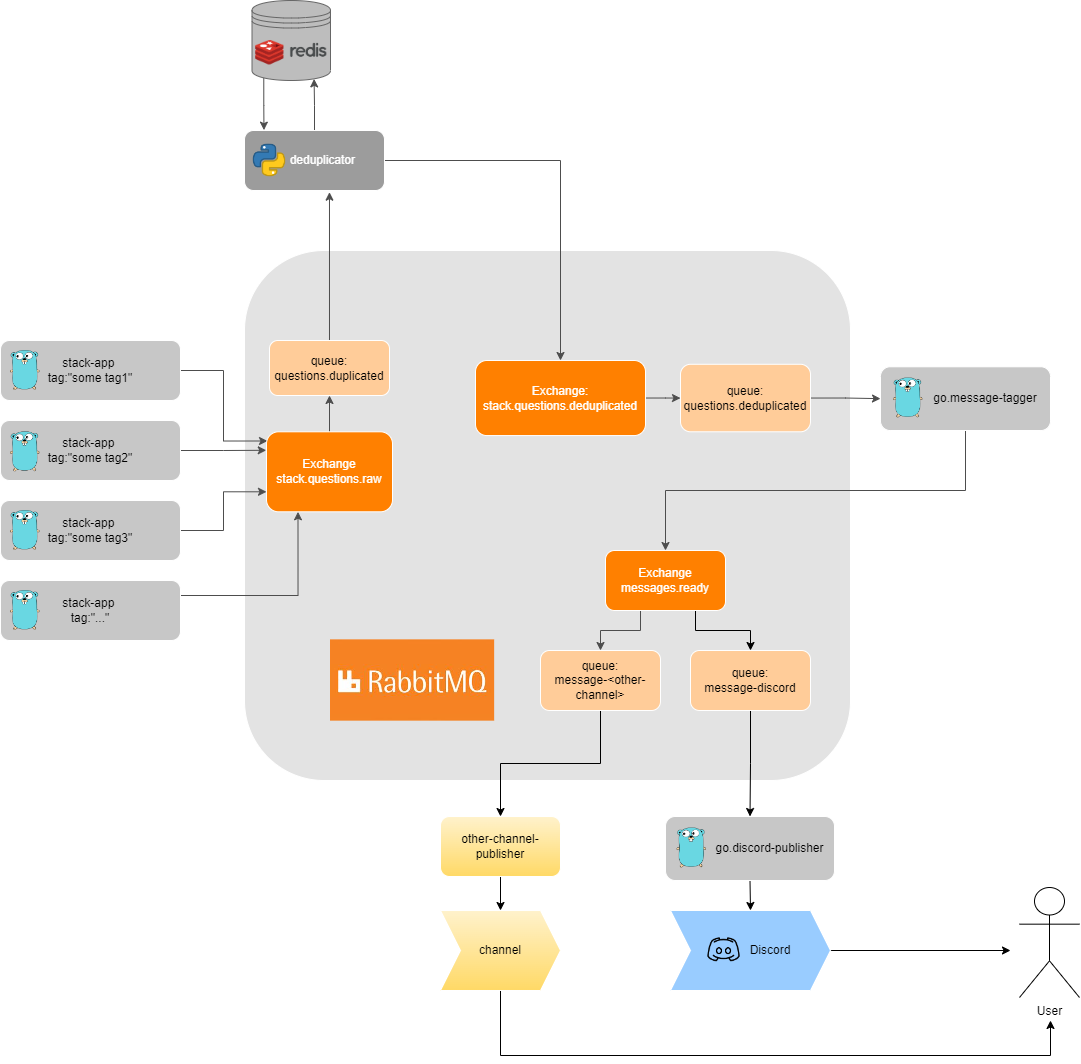 redis
deduplicator
queue:
questions.duplicated
stack-app
tag:"some tag1"
stack-app
tag:"some tag2"
stack-app
tag:"some tag3"
stack-app
tag:"..."
Exchange
stack.questions.raw
Exchange:
stack.questions.deduplicated
queue:
questions.deduplicated
go.message-tagger
Exchange
messages.ready
RabbitMQ
queue:
message-<other-
channel>
queue:
message-discord
other-channel-
publisher
go.discord-publisher
channel
Discord
User